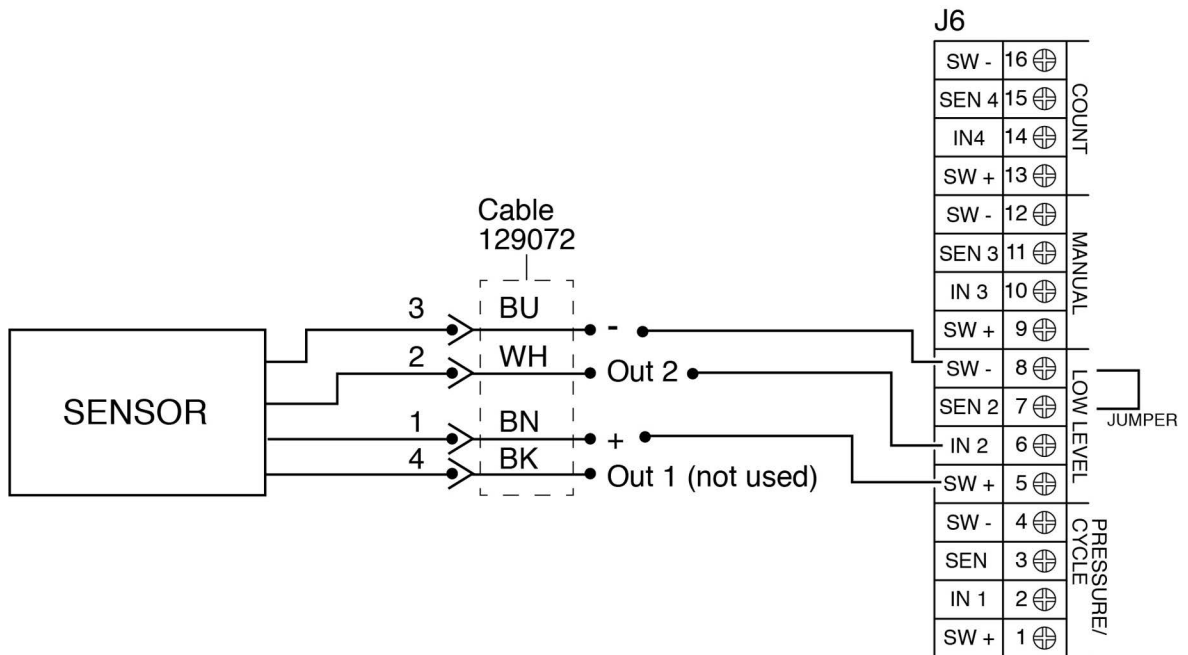 J6
SW - 16
SEN 4 15
IN4 14
SW + 13
COUNT
SW - 12
SEN 3 11
IN 3 10
SW + 9
MANUAL
SW - 8
SEN 2 7
IN 2 6
SW + 5
LOW LEVEL
JUMPER
SW - 4
SEN 3
IN 1 2
SW + 1
PRESSURE/
CYCLE
Cable
129072
SENSOR
3 BU -
2 WH Out 2
1 BN +
4 BK Out 1 (not used)